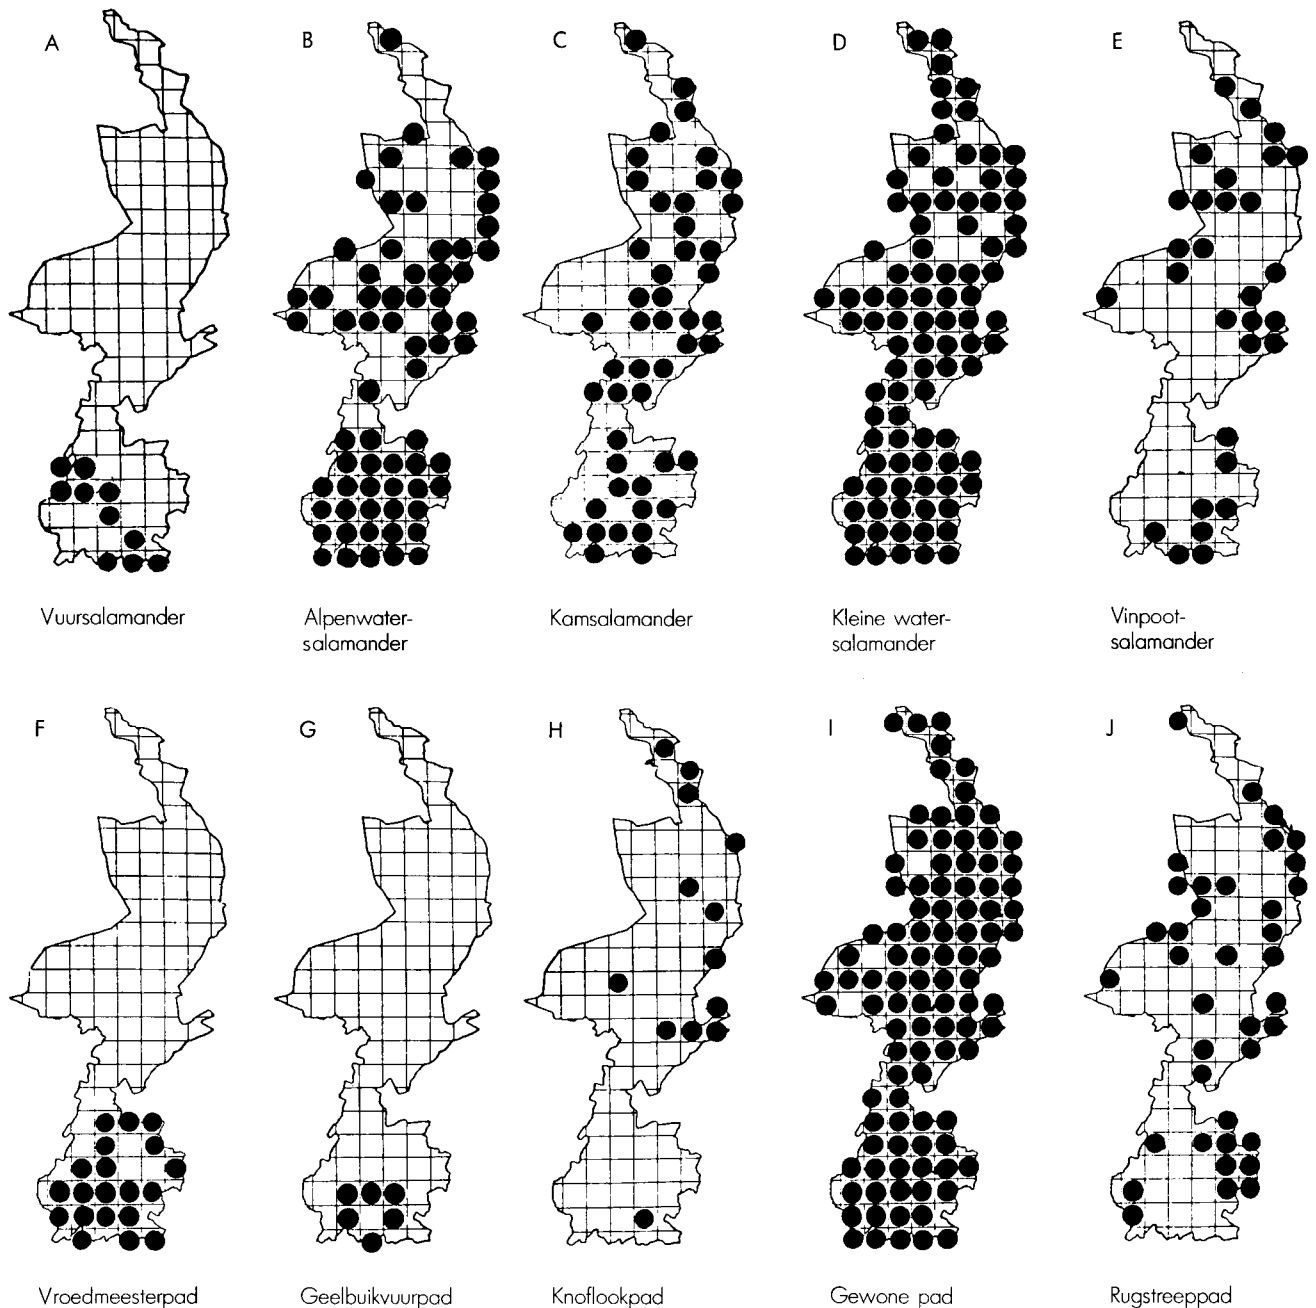 A
B
C
D
E
Vuursalamander
Alpenwater-
salamander
Kamsalamander
Kleine water-
salamander
Vinpoot-
salamander
F
G
H
I
J
Vroedmeesterpad
Geelbuikvuurpad
Knoflookpad
Gewone pad
Rugstreeppad